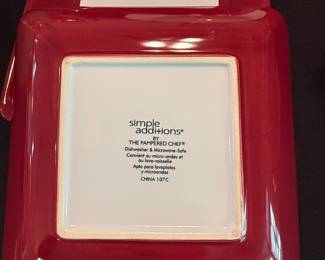 simple
additions®
BY
THE PAMPERED CHEF®
Dishwasher & Microwave-Safe
Convient au micro-ondes et
au lave-vaisselle
Apto para lavaplatos
y microondas
CHINA 107C